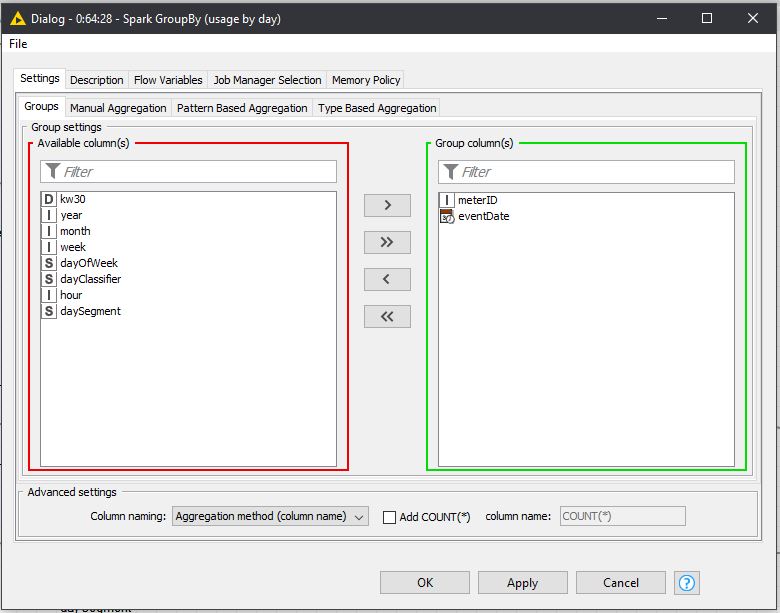 Dialog - 0:64:28 - Spark GroupBy (usage by day)
File
Settings Description Flow Variables Job Manager Selection Memory Policy
Groups Manual Aggregation Pattern Based Aggregation Type Based Aggregation
Group settings
Available column(s) Group column(s)
Filter Filter
D kw30 I meterID
I year eventDate
I month
I week
S dayOfWeek
S dayClassifier
I hour
S daySegment
>
>>
<
<<
Advanced settings
Column naming: Aggregation method (column name) Add COUNT(*) column name: COUNT(*)
OK Apply Cancel ?